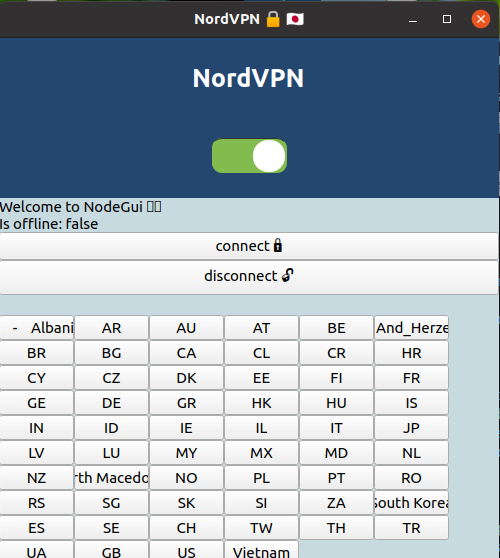 NordVPN 🔒 🇯🇵
NordVPN
Welcome to NodeGui
Is offline: false
connect 🔒
disconnect 🔓
- Albani AR AU AT BE And_Herze
BR BG CA CL CR HR
CY CZ DK EE FI FR
GE DE GR HK HU IS
IN ID IE IL IT JP
LV LU MY MX MD NL
NZ rth Macedo NO PL PT RO
RS SG SK SI ZA South Korea
ES SE CH TW TH TR
UA GB US Vietnam